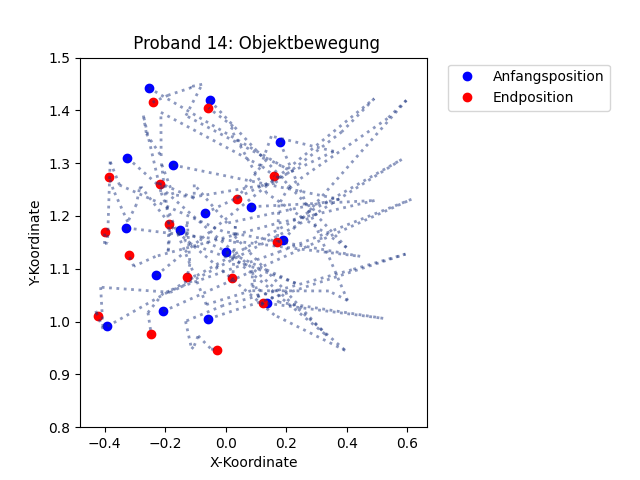 Proband 14: Objektbewegung
Anfangsposition
Endposition
Y-Koordinate
1.5
1.4
1.3
1.2
1.1
1.0
0.9
0.8
−0.4
−0.2
0.0
0.2
0.4
0.6
X-Koordinate